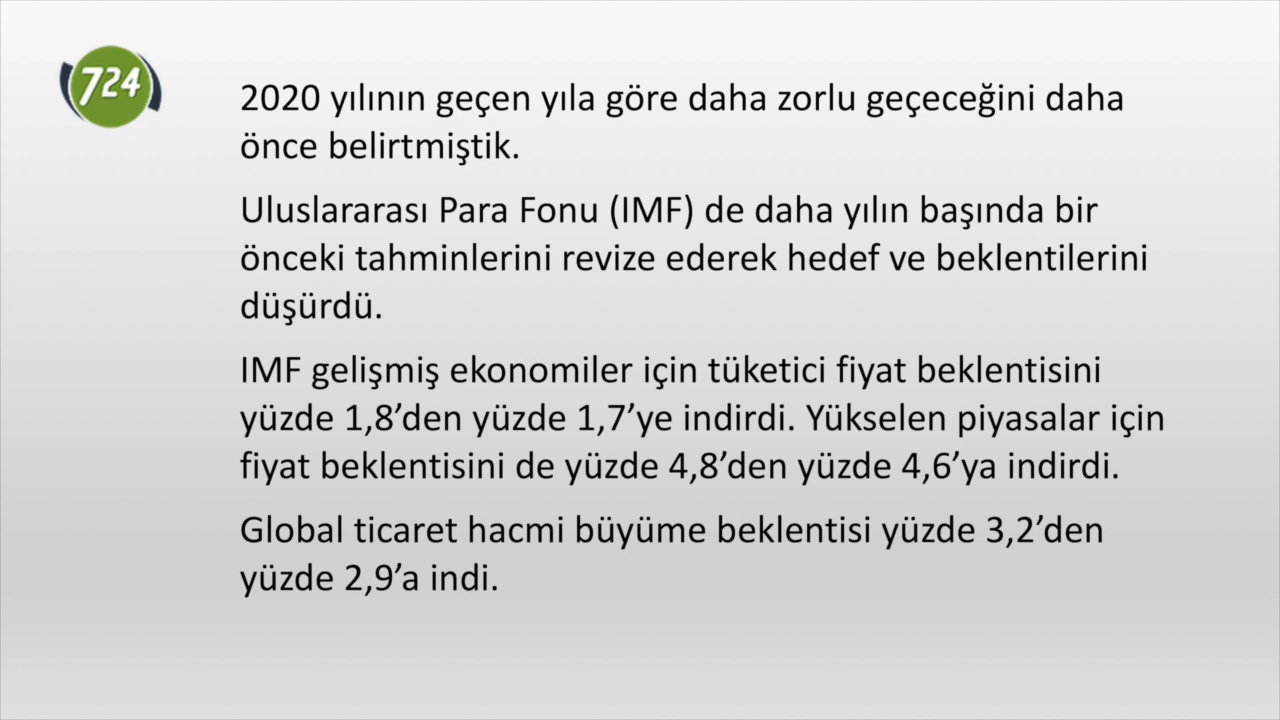 724
2020 yılının geçen yıla göre daha zorlu geçeceğini daha
önce belirtmiştik.
Uluslararası Para Fonu (IMF) de daha yılın başında bir
önceki tahminlerini revize ederek hedef ve beklentilerini
düşürdü.
IMF gelişmiş ekonomiler için tüketici fiyat beklentisini
yüzde 1,8’den yüzde 1,7’ye indirdi. Yükselen piyasalar için
fiyat beklentisini de yüzde 4,8’den yüzde 4,6’ya indirdi.
Global ticaret hacmi büyüme beklentisi yüzde 3,2’den
yüzde 2,9’a indi.